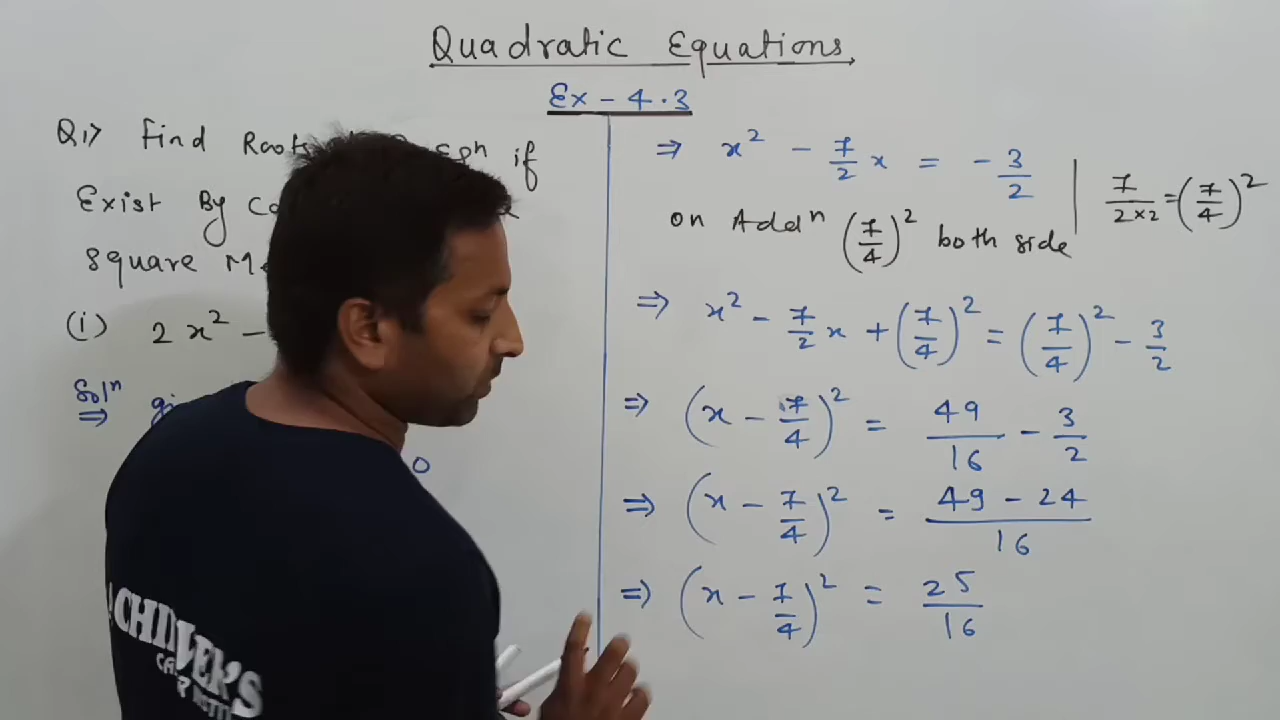 Quadratic Equations
Ex - 4.3
Q.1) Find Roots if
Exist By
Square
(i) 2x² -
Solⁿ
0
⇒ x² - 7/2 x = - 3/2
7/(2×2) = (7/4)²
on Addⁿ (7/4)² both side
⇒ x² - 7/2 x + (7/4)² = (7/4)² - 3/2
⇒ (x - 7/4)² = 49/16 - 3/2
⇒ (x - 7/4)² = (49 - 24)/16
⇒ (x - 7/4)² = 25/16